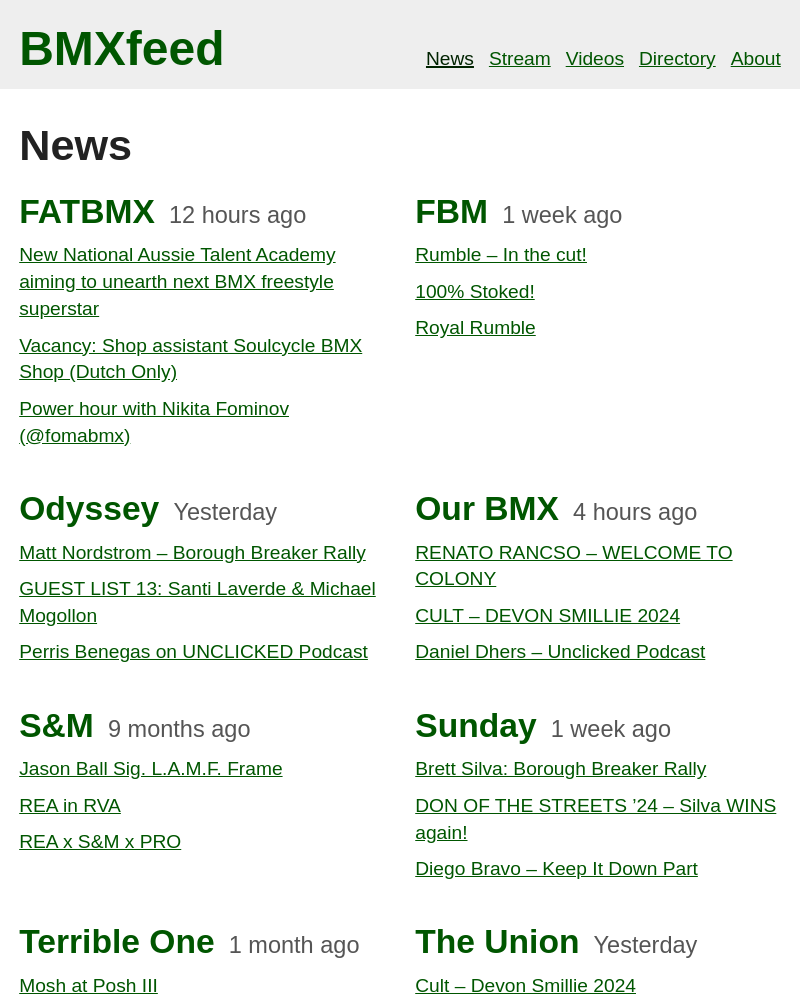 BMXfeed
News Stream Videos Directory About
News
FATBMX 12 hours ago
New National Aussie Talent Academy
aiming to unearth next BMX freestyle
superstar
Vacancy: Shop assistant Soulcycle BMX
Shop (Dutch Only)
Power hour with Nikita Fominov
(@fomabmx)
FBM 1 week ago
Rumble – In the cut!
100% Stoked!
Royal Rumble
Odyssey Yesterday
Matt Nordstrom – Borough Breaker Rally
GUEST LIST 13: Santi Laverde & Michael
Mogollon
Perris Benegas on UNCLICKED Podcast
Our BMX 4 hours ago
RENATO RANCSO – WELCOME TO
COLONY
CULT – DEVON SMILLIE 2024
Daniel Dhers – Unclicked Podcast
S&M 9 months ago
Jason Ball Sig. L.A.M.F. Frame
REA in RVA
REA x S&M x PRO
Sunday 1 week ago
Brett Silva: Borough Breaker Rally
DON OF THE STREETS ’24 – Silva WINS
again!
Diego Bravo – Keep It Down Part
Terrible One 1 month ago
Mosh at Posh III
The Union Yesterday
Cult – Devon Smillie 2024